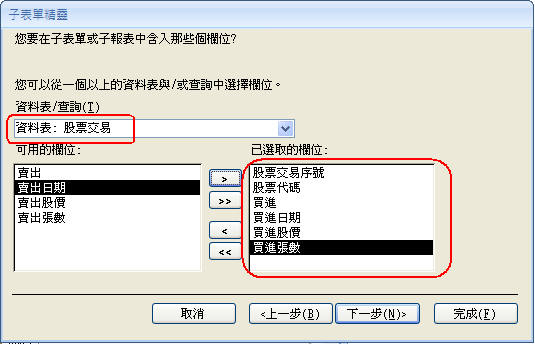 子表單精靈
您要在子表單或子報表中含入那些個欄位?
您可以從一個以上的資料表與/或查詢中選擇欄位。
資料表/查詢(T)
資料表: 股票交易
可用的欄位:
賣出
賣出日期
賣出股價
賣出張數
>
>>
<
<<
已選取的欄位:
股票交易序號
股票代碼
買進
買進日期
買進股價
買進張數
取消
<上一步(B)
下一步(N)>
完成(F)